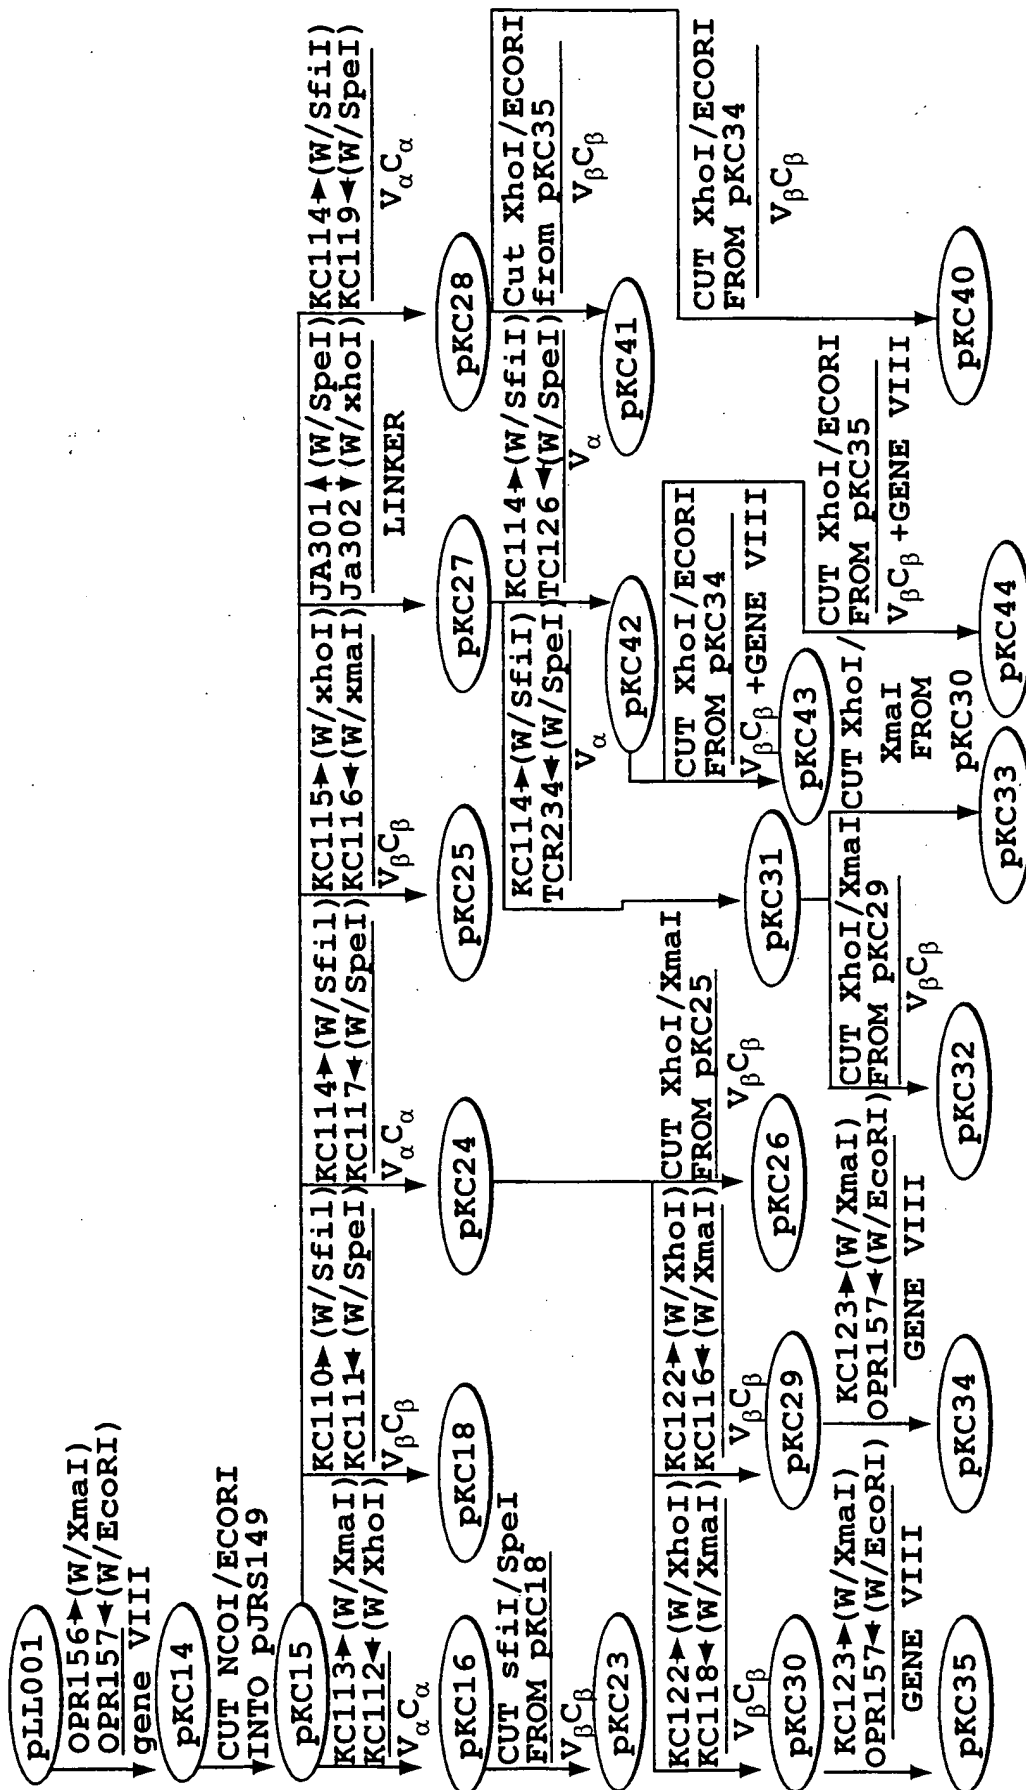 pLL001
OPR156→(W/XmaI)
OPR157←(W/EcoRI)
gene VIII
pKC14
CUT NCOI/ECORI
INTO pJRS149
pKC15
KC113→(W/XmaI)
KC112←(W/XhoI)
VαCα
KC110→(W/Sfil)
KC111←(W/SpeI)
VβCβ
KC114→(W/Sfil)
KC117←(W/SpeI)
VαCα
KC115→(W/xhoI)
KC116←(W/xmaI)
VβCβ
JA301↑(W/SpeI)
Ja302↓(W/xhoI)
LINKER
KC114→(W/SfiI)
KC119←(W/SpeI)
VαCα
pKC16
pKC18
pKC24
pKC25
pKC27
pKC28
CUT sfiI/SpeI
FROM pKC18
VβCβ
KC114→(W/SfiI)
TCR234←(W/SpeI)
Vα
KC114→(W/SfiI)
TC126←(W/SpeI)
Vα
Cut XhoI/ECORI
from pKC35
VβCβ
pKC23
pKC42
pKC41
KC122→(W/XhoI)
KC118←(W/XmaI)
VβCβ
KC122→(W/XhoI)
KC116←(W/XmaI)
VβCβ
CUT XhoI/XmaI
FROM pKC25
VβCβ
CUT XhoI/ECORI
FROM pKC34
VβCβ +GENE VIII
CUT XhoI/ECORI
FROM pKC34
VβCβ
pKC30
pKC29
pKC26
pKC31
pKC43
KC123→(W/XmaI)
OPR157←(W/EcoRI)
GENE VIII
KC123→(W/XmaI)
OPR157←(W/EcoRI)
GENE VIII
CUT XhoI/XmaI
FROM pKC29
VβCβ
CUT XhoI/
XmaI
FROM
pKC30
CUT XhoI/ECORI
FROM pKC35
VβCβ +GENE VIII
pKC35
pKC34
pKC32
pKC33
pKC44
pKC40